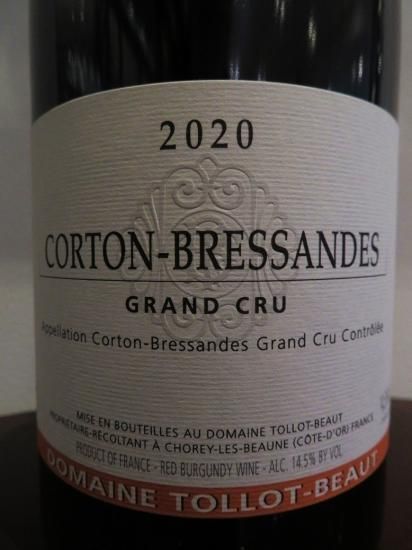 2020
CORTON-BRESSANDES
GRAND CRU
Appellation Corton-Bressandes Grand Cru Contrôlée
MISE EN BOUTEILLES AU DOMAINE TOLLOT-BEAUT
PROPRIÉTAIRE-RÉCOLTANT À CHOREY-LES-BEAUNE (CÔTE-D'OR) FRANCE
PRODUCT OF FRANCE - RED BURGUNDY WINE - ALC. 14.5% BY VOL
DOMAINE TOLLOT-BEAUT